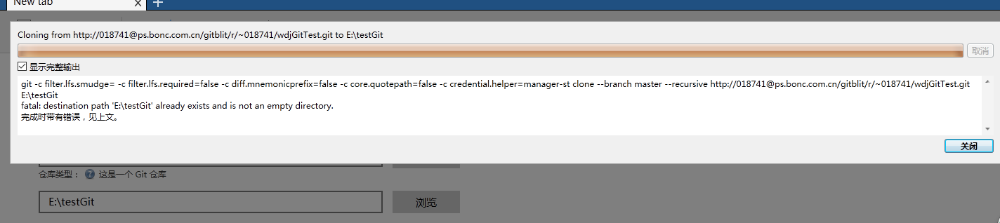 New tab
Cloning from http://018741@ps.bonc.com.cn/gitblit/r/~018741/wdjGitTest.git to E:\testGit
取消
显示完整输出
git -c filter.lfs.smudge= -c filter.lfs.required=false -c diff.mnemonicprefix=false -c core.quotepath=false -c credential.helper=manager-st clone --branch master --recursive http://018741@ps.bonc.com.cn/gitblit/r/~018741/wdjGitTest.git
E:\testGit
fatal: destination path 'E:\testGit' already exists and is not an empty directory.
完成时带有错误，见上文。
关闭
仓库类型： 这是一个 Git 仓库
E:\testGit 浏览